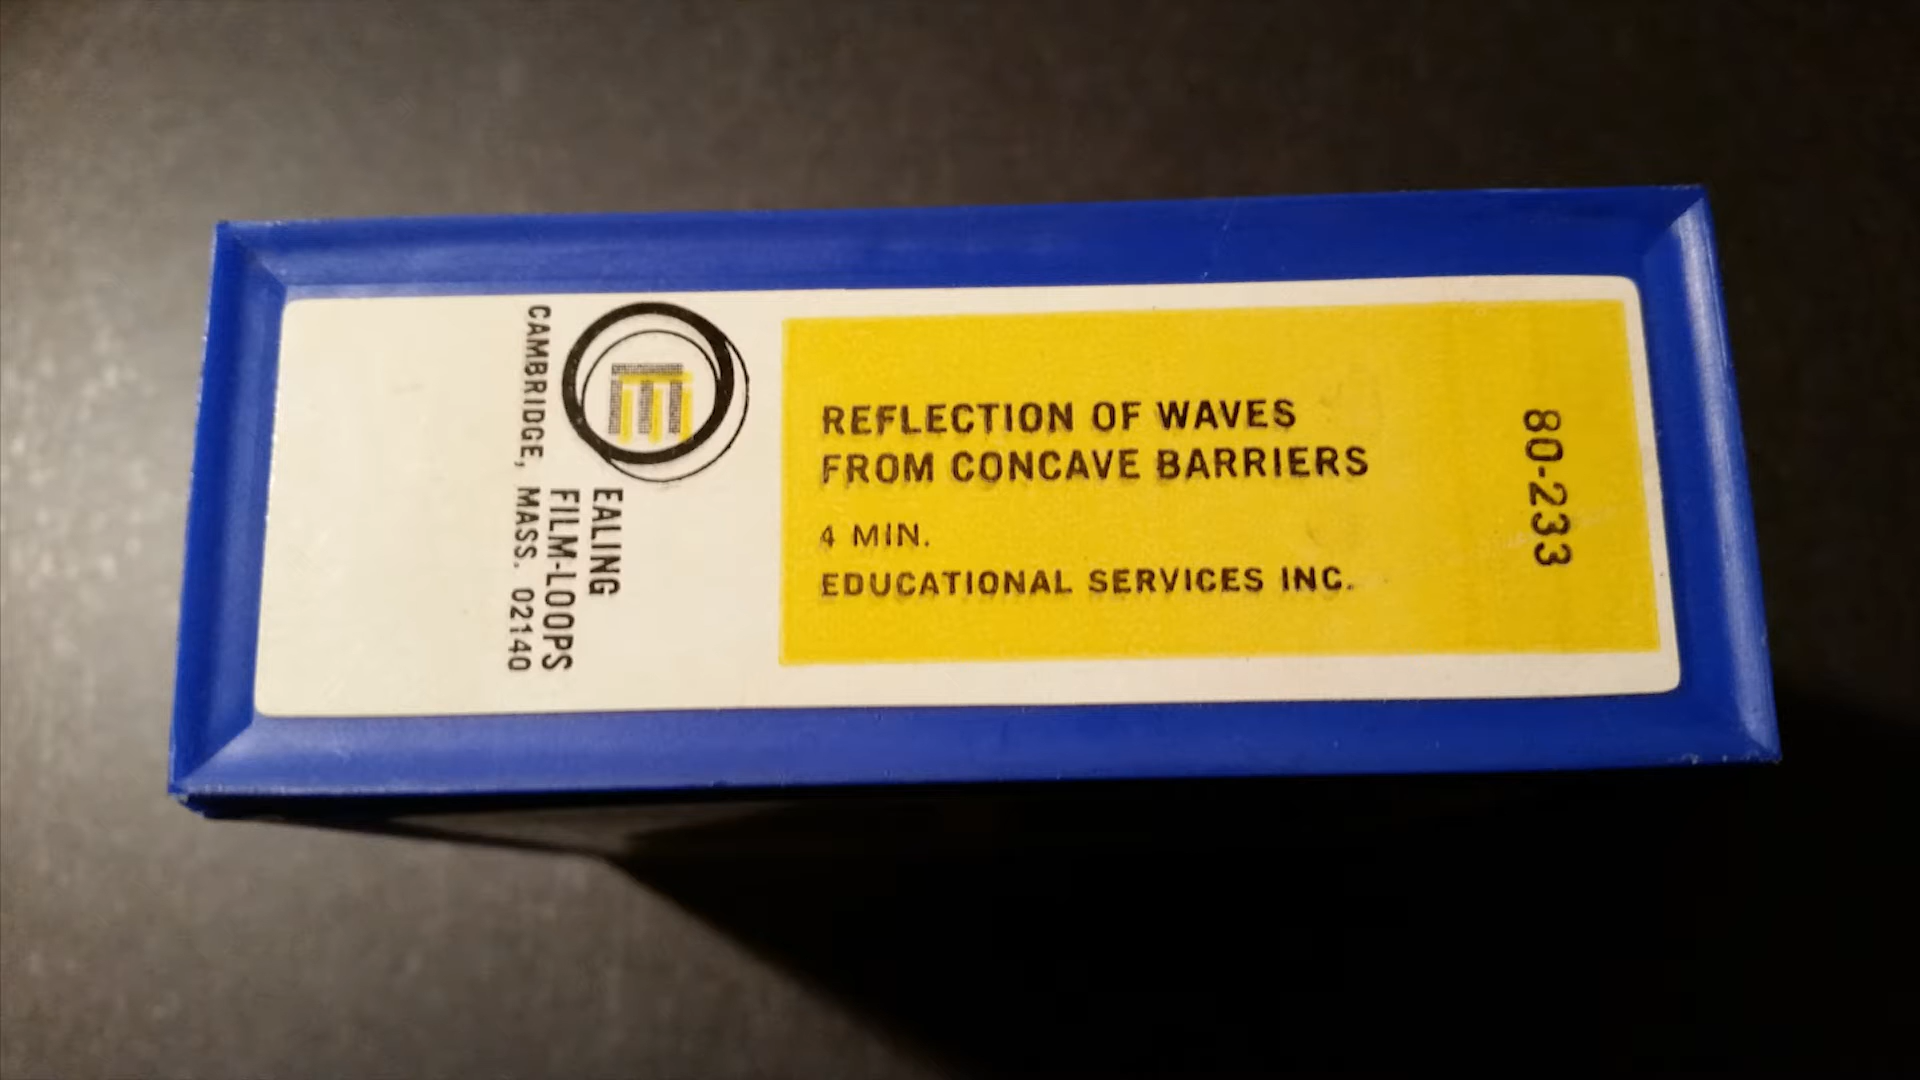 E
EALING
FILM-LOOPS
CAMBRIDGE, MASS. 02140
REFLECTION OF WAVES
FROM CONCAVE BARRIERS
4 MIN.
EDUCATIONAL SERVICES INC.
80-233